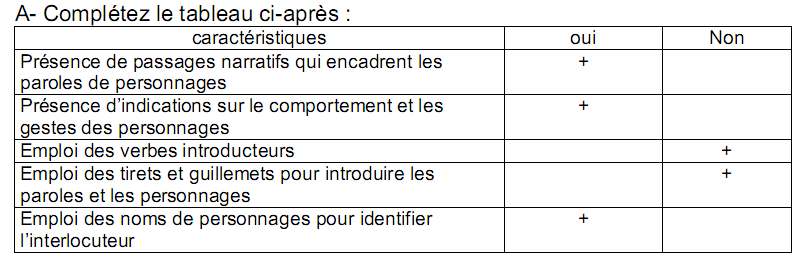 A- Complétez le tableau ci-après :
caractéristiques oui Non
Présence de passages narratifs qui encadrent les +
paroles de personnages
Présence d'indications sur le comportement et les +
gestes des personnages
Emploi des verbes introducteurs +
Emploi des tirets et guillemets pour introduire les +
paroles et les personnages
Emploi des noms de personnages pour identifier +
l'interlocuteur